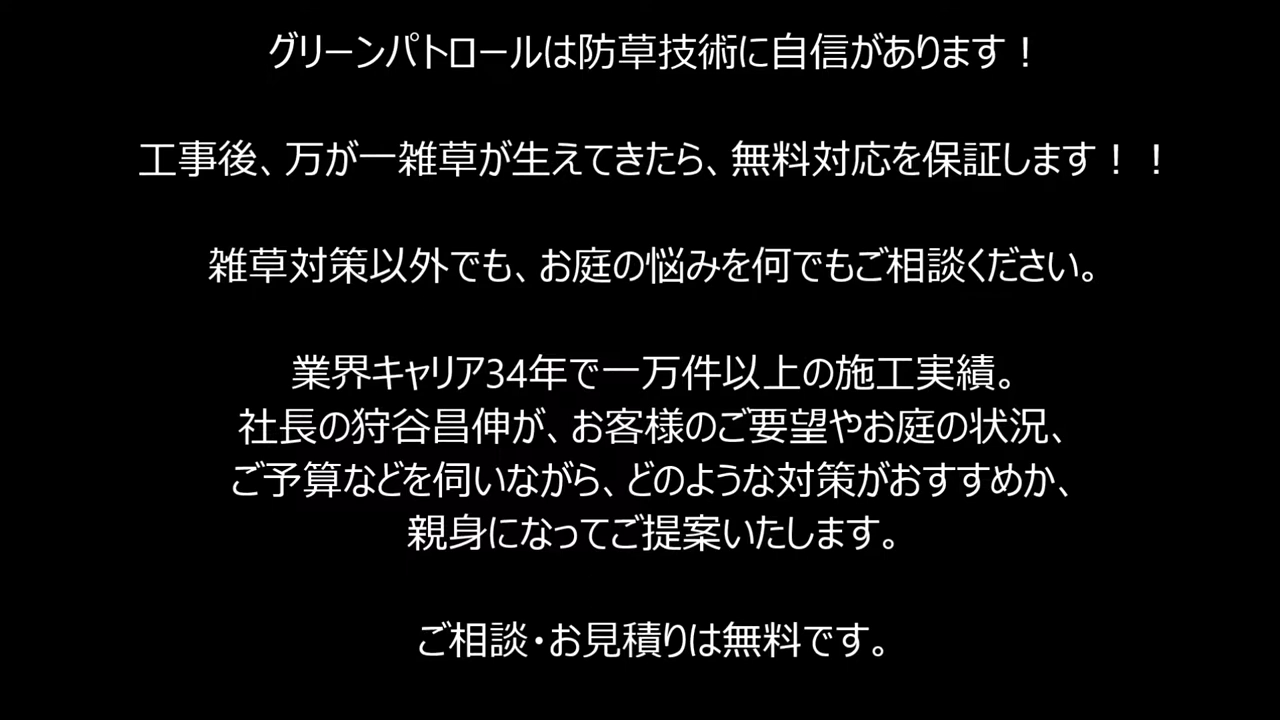 グリーンパトロールは防草技術に自信があります！
工事後、万が一雑草が生えてきたら、無料対応を保証します！！
雑草対策以外でも、お庭の悩みを何でもご相談ください。
業界キャリア34年で一万件以上の施工実績。
社長の狩谷昌伸が、お客様のご要望やお庭の状況、
ご予算などを伺いながら、どのような対策がおすすめか、
親身になってご提案いたします。
ご相談・お見積りは無料です。